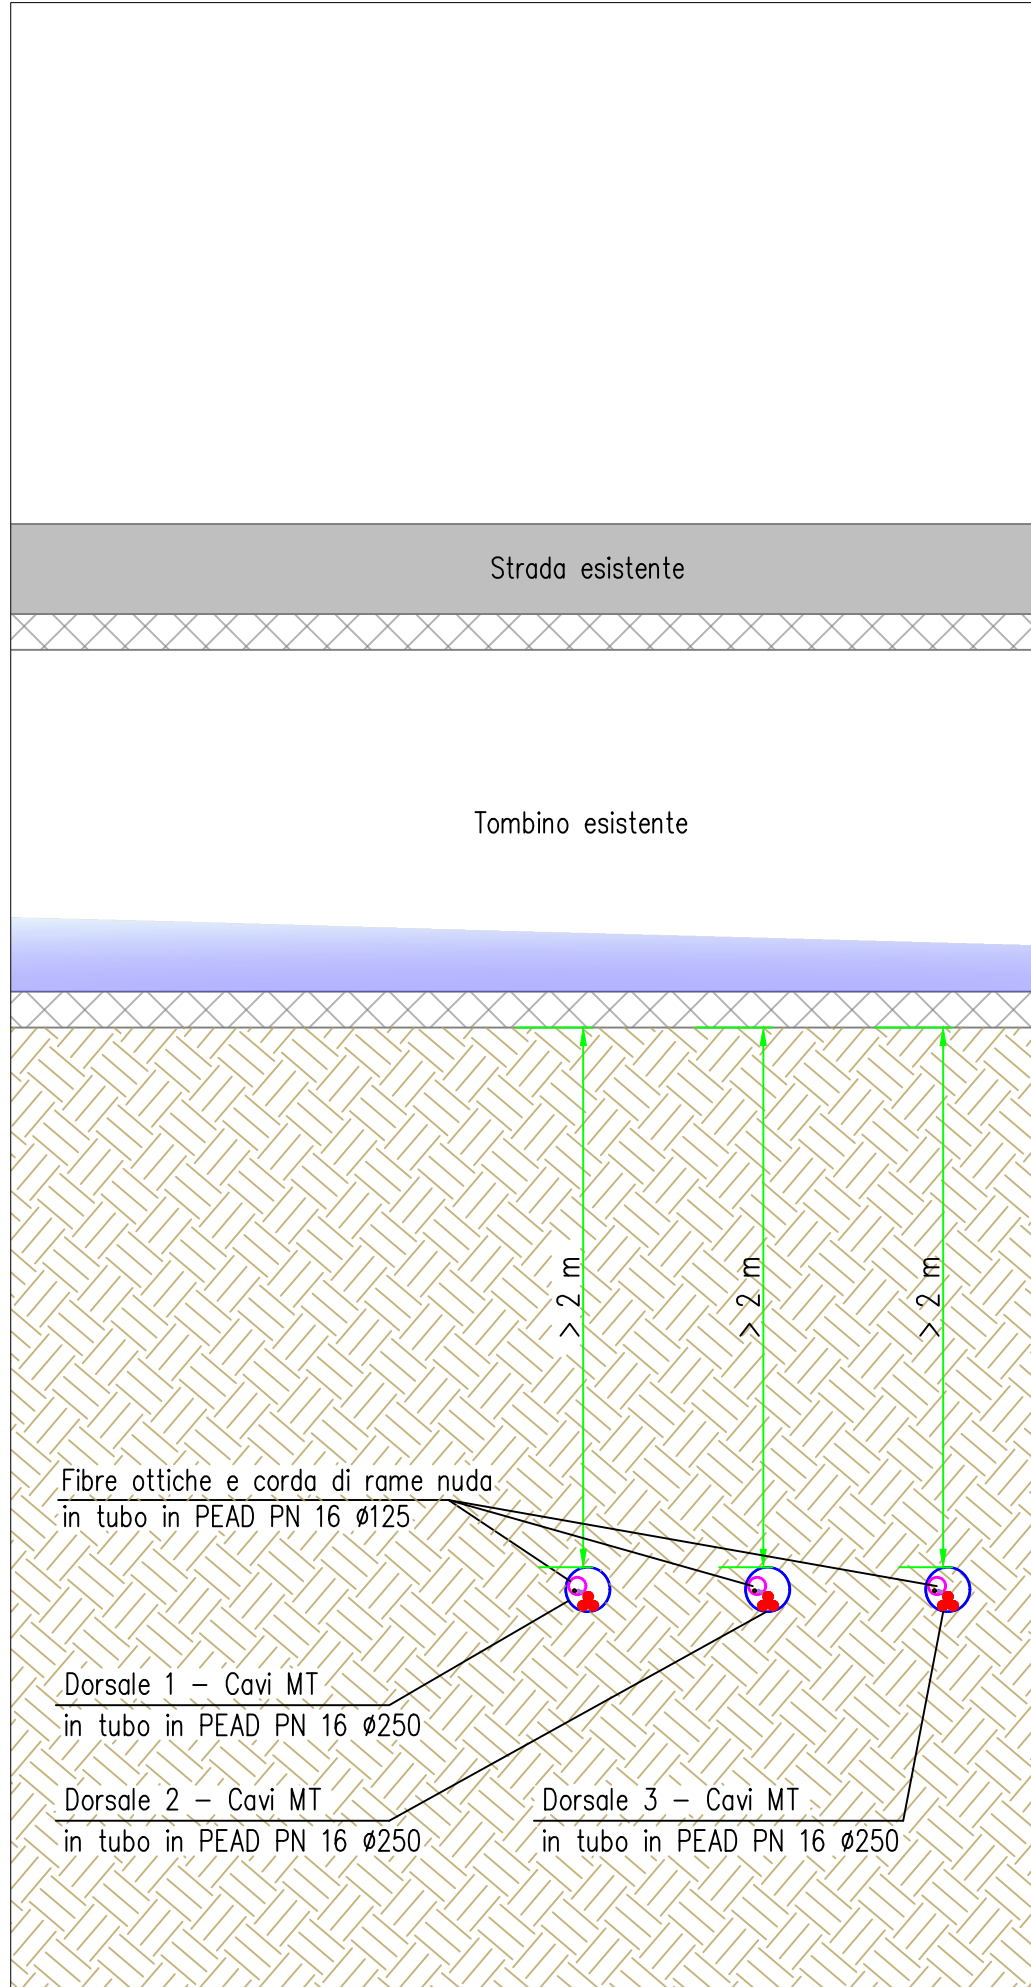 Strada esistente
Tombino esistente
> 2 m
> 2 m
> 2 m
Fibre ottiche e corda di rame nuda
in tubo in PEAD PN 16 ø125
Dorsale 1 – Cavi MT
in tubo in PEAD PN 16 ø250
Dorsale 2 – Cavi MT
in tubo in PEAD PN 16 ø250
Dorsale 3 – Cavi MT
in tubo in PEAD PN 16 ø250